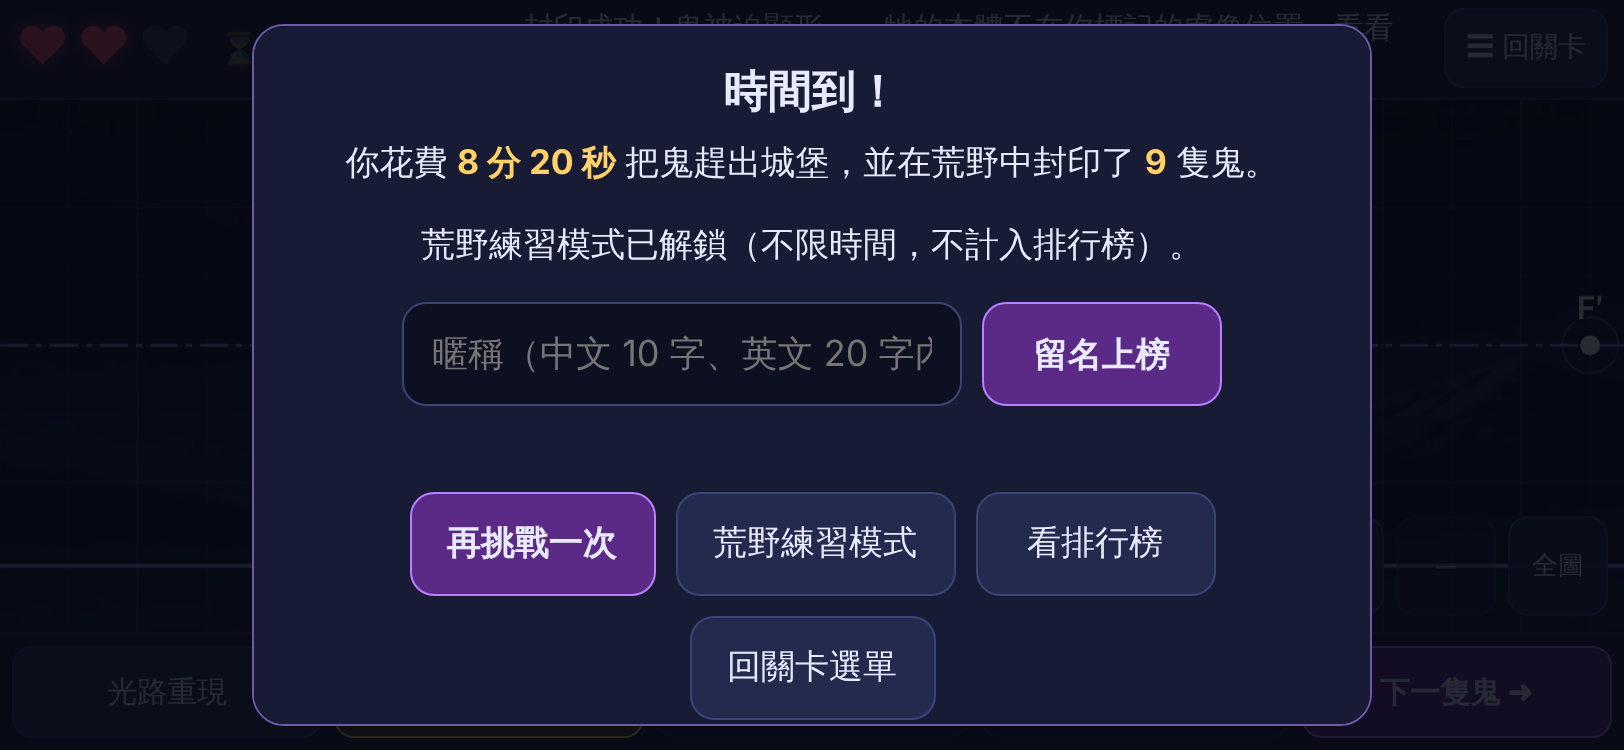 ☰ 回關卡
時間到！
你花費 8 分 20 秒 把鬼趕出城堡，並在荒野中封印了 9 隻鬼。
荒野練習模式已解鎖（不限時間，不計入排行榜）。
F′
暱稱（中文 10 字、英文 20 字內
留名上榜
再挑戰一次
荒野練習模式
看排行榜
全圖
回關卡選單
光路重現
下一隻鬼 ➜